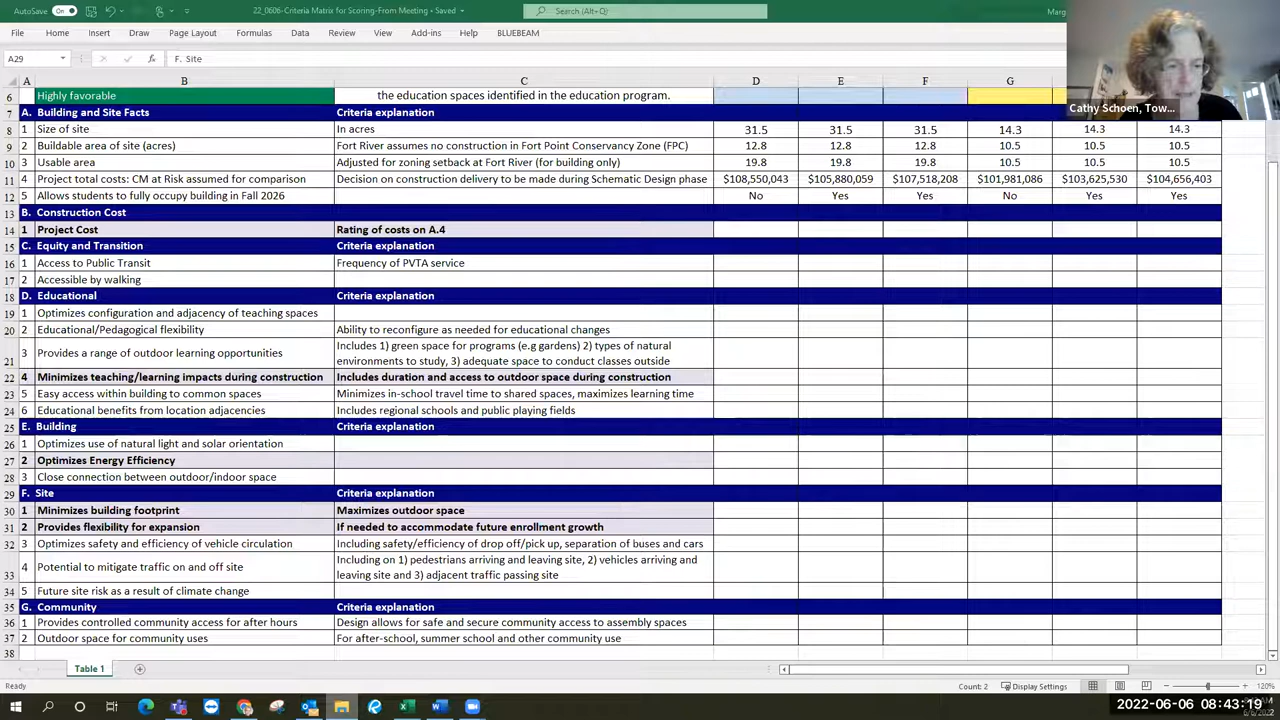 AutoSave On 22_0606-Criteria Matrix for Scoring-From Meeting • Saved Search (Alt+Q) Marg
File Home Insert Draw Page Layout Formulas Data Review View Add-ins Help BLUEBEAM
A29 fx F. Site
A B C D E F G
6 Highly favorable the education spaces identified in the education program.
7 A. Building and Site Facts Criteria explanation
8 1 Size of site In acres 31.5 31.5 31.5 14.3 14.3 14.3
9 2 Buildable area of site (acres) Fort River assumes no construction in Fort Point Conservancy Zone (FPC) 12.8 12.8 12.8 10.5 10.5 10.5
10 3 Usable area Adjusted for zoning setback at Fort River (for building only) 19.8 19.8 19.8 10.5 10.5 10.5
11 4 Project total costs: CM at Risk assumed for comparison Decision on construction delivery to be made during Schematic Design phase $108,550,043 $105,880,059 $107,518,208 $101,981,086 $103,625,530 $104,656,403
12 5 Allows students to fully occupy building in Fall 2026 No Yes Yes No Yes Yes
13 B. Construction Cost
14 1 Project Cost Rating of costs on A.4
15 C. Equity and Transition Criteria explanation
16 1 Access to Public Transit Frequency of PVTA service
17 2 Accessible by walking
18 D. Educational Criteria explanation
19 1 Optimizes configuration and adjacency of teaching spaces
20 2 Educational/Pedagogical flexibility Ability to reconfigure as needed for educational changes
21 3 Provides a range of outdoor learning opportunities Includes 1) green space for programs (e.g gardens) 2) types of natural
environments to study, 3) adequate space to conduct classes outside
22 4 Minimizes teaching/learning impacts during construction Includes duration and access to outdoor space during construction
23 5 Easy access within building to common spaces Minimizes in-school travel time to shared spaces, maximizes learning time
24 6 Educational benefits from location adjacencies Includes regional schools and public playing fields
25 E. Building Criteria explanation
26 1 Optimizes use of natural light and solar orientation
27 2 Optimizes Energy Efficiency
28 3 Close connection between outdoor/indoor space
29 F. Site Criteria explanation
30 1 Minimizes building footprint Maximizes outdoor space
31 2 Provides flexibility for expansion If needed to accommodate future enrollment growth
32 3 Optimizes safety and efficiency of vehicle circulation Including safety/efficiency of drop off/pick up, separation of buses and cars
33 4 Potential to mitigate traffic on and off site Including on 1) pedestrians arriving and leaving site, 2) vehicles arriving and
leaving site and 3) adjacent traffic passing site
34 5 Future site risk as a result of climate change
35 G. Community Criteria explanation
36 1 Provides controlled community access for after hours Design allows for safe and secure community access to assembly spaces
37 2 Outdoor space for community uses For after-school, summer school and other community use
38
Cathy Schoen, Tow...
Table 1
Ready Count: 2 Display Settings 120%
2022-06-06 08:43:19